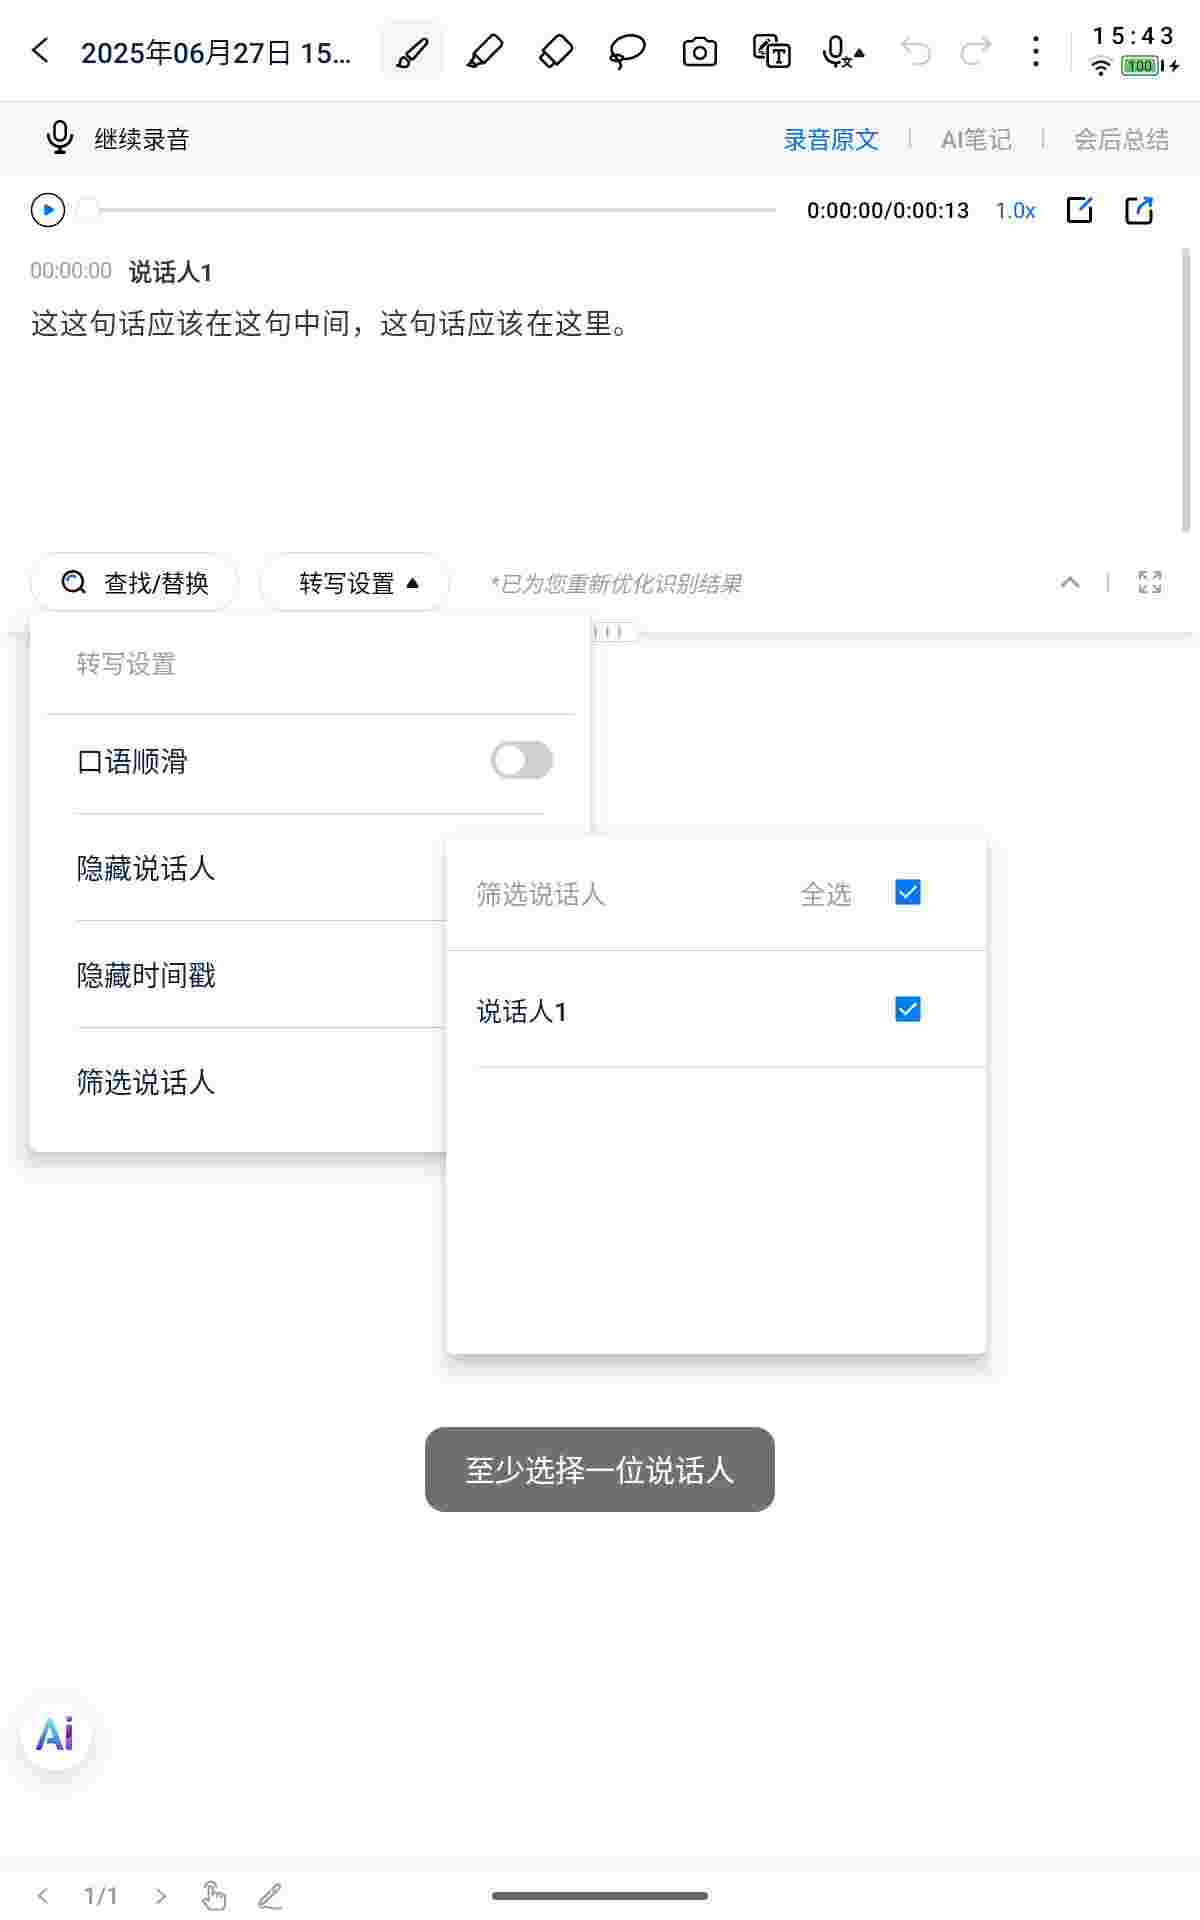 2025年06月27日 15...
15:43
100
继续录音
录音原文
AI笔记
会后总结
0:00:00/0:00:13
1.0x
00:00:00 说话人1
这这句话应该在这句中间，这句话应该在这里。
查找/替换
转写设置
*已为您重新优化识别结果
转写设置
口语顺滑
隐藏说话人
隐藏时间戳
筛选说话人
筛选说话人 全选
说话人1
至少选择一位说话人
Ai
1/1